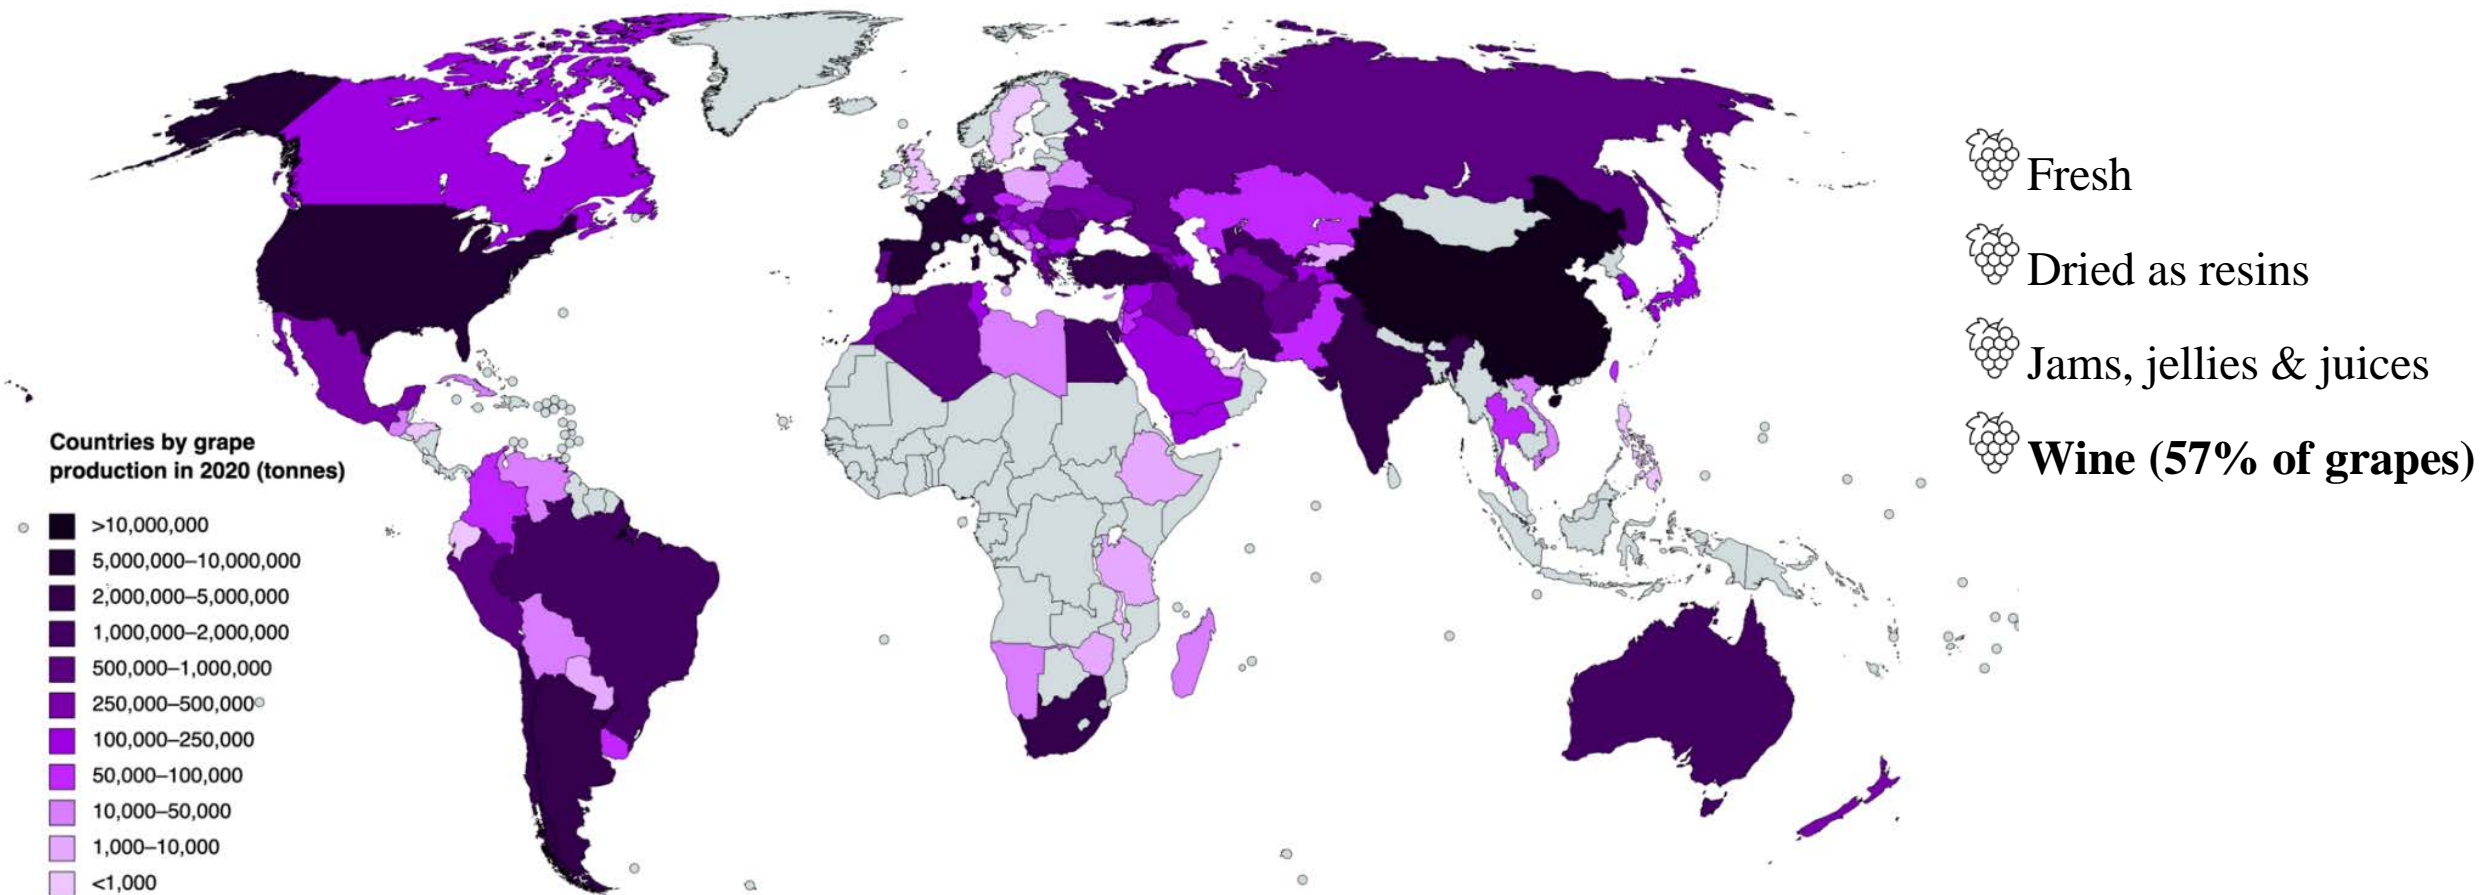 Countries by grape
production in 2020 (tonnes)
>10,000,000
5,000,000–10,000,000
2,000,000–5,000,000
1,000,000–2,000,000
500,000–1,000,000
250,000–500,000
100,000–250,000
50,000–100,000
10,000–50,000
1,000–10,000
<1,000
Fresh
Dried as resins
Jams, jellies & juices
Wine (57% of grapes)